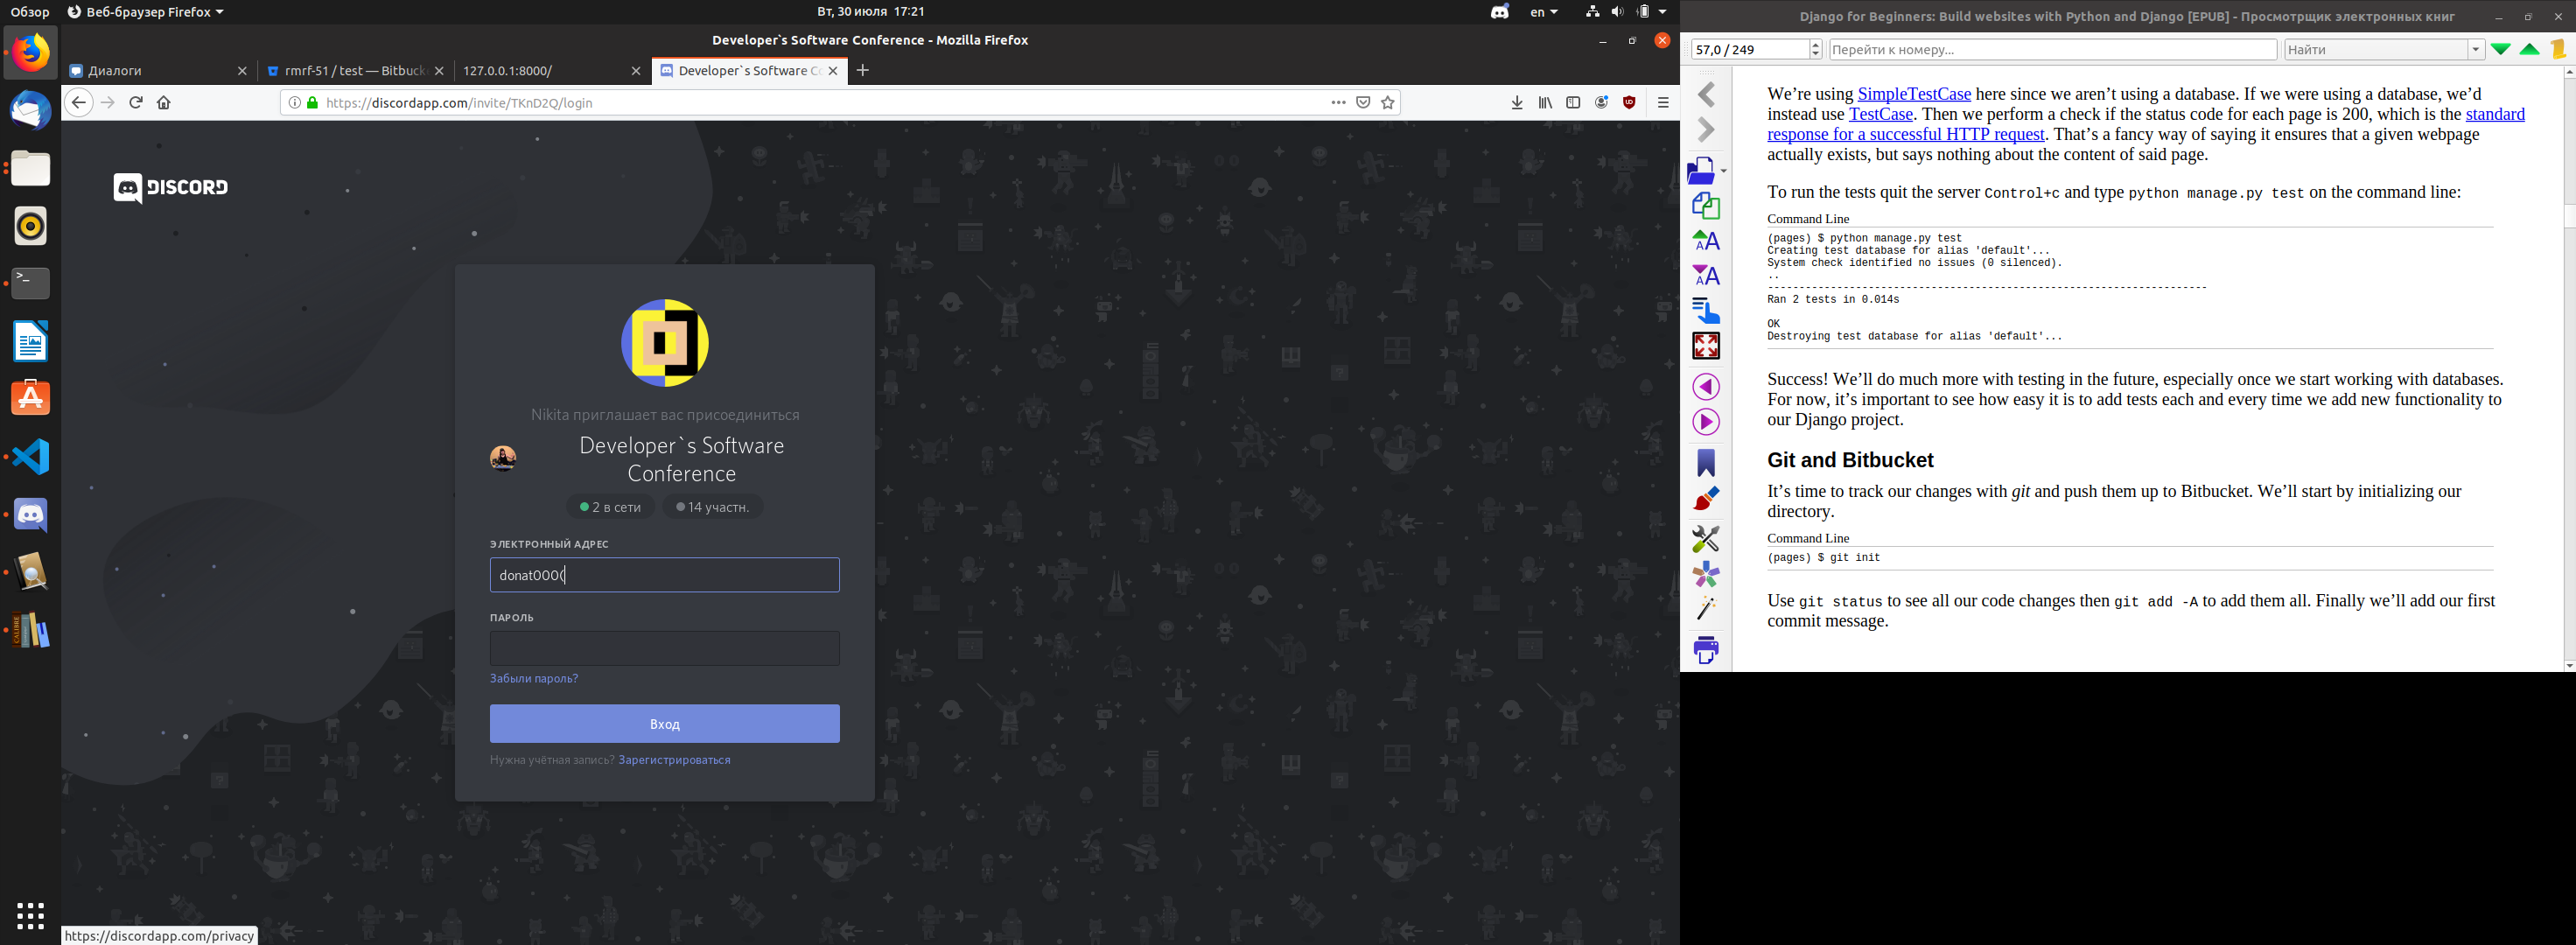 Обзор
Веб-браузер Firefox
Вт, 30 июля 17:21
en
Developer`s Software Conference - Mozilla Firefox
Диалоги
rmrf-51 / test — Bitbuck
127.0.0.1:8000/
Developer`s Software C
https://discordapp.com/invite/TKnD2Q/login
DISCORD
Nikita приглашает вас присоединиться
Developer`s Software
Conference
2 в сети
14 участн.
ЭЛЕКТРОННЫЙ АДРЕС
donat000(
ПАРОЛЬ
Забыли пароль?
Вход
Нужна учётная запись? Зарегистрироваться
https://discordapp.com/privacy
Django for Beginners: Build websites with Python and Django [EPUB] - Просмотрщик электронных книг
57,0 / 249
Перейти к номеру...
Найти
We’re using SimpleTestCase here since we aren’t using a database. If we were using a database, we’d
instead use TestCase. Then we perform a check if the status code for each page is 200, which is the standard
response for a successful HTTP request. That’s a fancy way of saying it ensures that a given webpage
actually exists, but says nothing about the content of said page.
To run the tests quit the server Control+c and type python manage.py test on the command line:
Command Line
(pages) $ python manage.py test
Creating test database for alias 'default'...
System check identified no issues (0 silenced).
..
----------------------------------------------------------------------
Ran 2 tests in 0.014s
OK
Destroying test database for alias 'default'...
Success! We’ll do much more with testing in the future, especially once we start working with databases.
For now, it’s important to see how easy it is to add tests each and every time we add new functionality to
our Django project.
Git and Bitbucket
It’s time to track our changes with git and push them up to Bitbucket. We’ll start by initializing our
directory.
Command Line
(pages) $ git init
Use git status to see all our code changes then git add -A to add them all. Finally we’ll add our first
commit message.